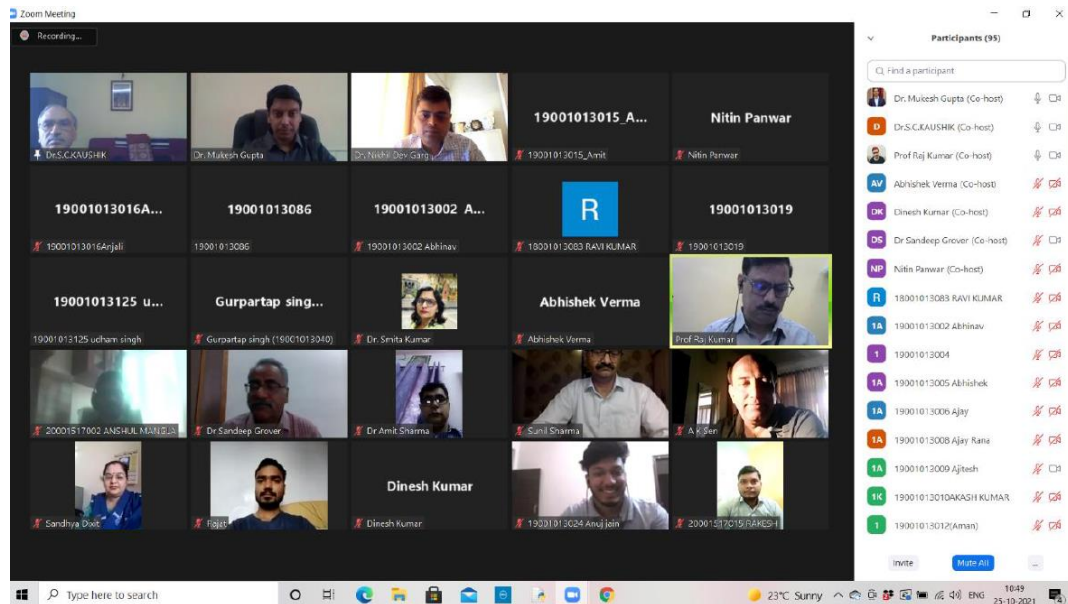 Zoom Meeting
Recording...
Dr.S.C.KAUSHIK
Dr. Mukesh Gupta
Dr. Nikhil Dev Garg
19001013015_A...
19001013015_Amit
Nitin Panwar
Nitin Panwar
19001013016A...
19001013016Anjali
19001013086
19001013086
19001013002 A...
19001013002 Abhinav
R
18001013083 RAVI KUMAR
19001013019
19001013019
19001013125 u...
19001013125 udham singh
Gurpartap sing...
Gurpartap singh (19001013040)
Dr. Smita Kumar
Abhishek Verma
Abhishek Verma
Prof Raj Kumar
20001517002 ANSHUL MANGLA
Dr Sandeep Grover
Dr Amit Sharma
Sunil Sharma
A K Sen
Sandhya Dixit
Rajat
Dinesh Kumar
Dinesh Kumar
19001013024 Anuj jain
20001517015 RAKESH
Participants (95)
Find a participant
Dr. Mukesh Gupta (Co-host)
D Dr.S.C.KAUSHIK (Co-host)
Prof Raj Kumar (Co-host)
AV Abhishek Verma (Co-host)
DK Dinesh Kumar (Co-host)
DS Dr Sandeep Grover (Co-host)
NP Nitin Panwar (Co-host)
R 18001013083 RAVI KUMAR
1A 19001013002 Abhinav
1 19001013004
1A 19001013005 Abhishek
1A 19001013006 Ajay
1A 19001013008 Ajay Rana
1A 19001013009 Ajitesh
1K 19001013010AKASH KUMAR
1 19001013012(Aman)
Invite
Mute All
...
Type here to search
23°C Sunny
ENG
10:49
25-10-2021